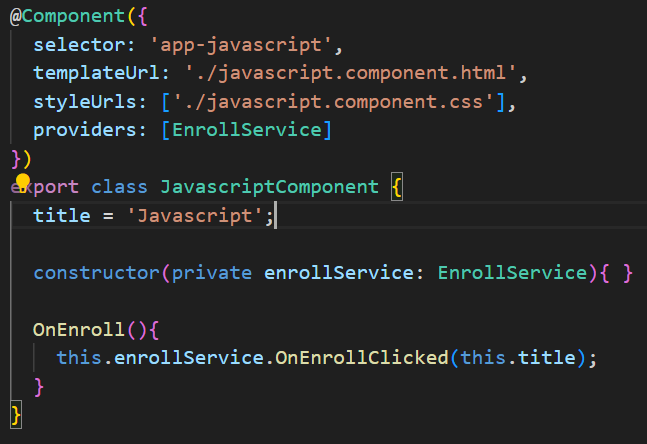 @Component({
  selector: 'app-javascript',
  templateUrl: './javascript.component.html',
  styleUrls: ['./javascript.component.css'],
  providers: [EnrollService]
})
export class JavascriptComponent {
  title = 'Javascript';
  constructor(private enrollService: EnrollService){ }
  OnEnroll(){
    this.enrollService.OnEnrollClicked(this.title);
  }
}